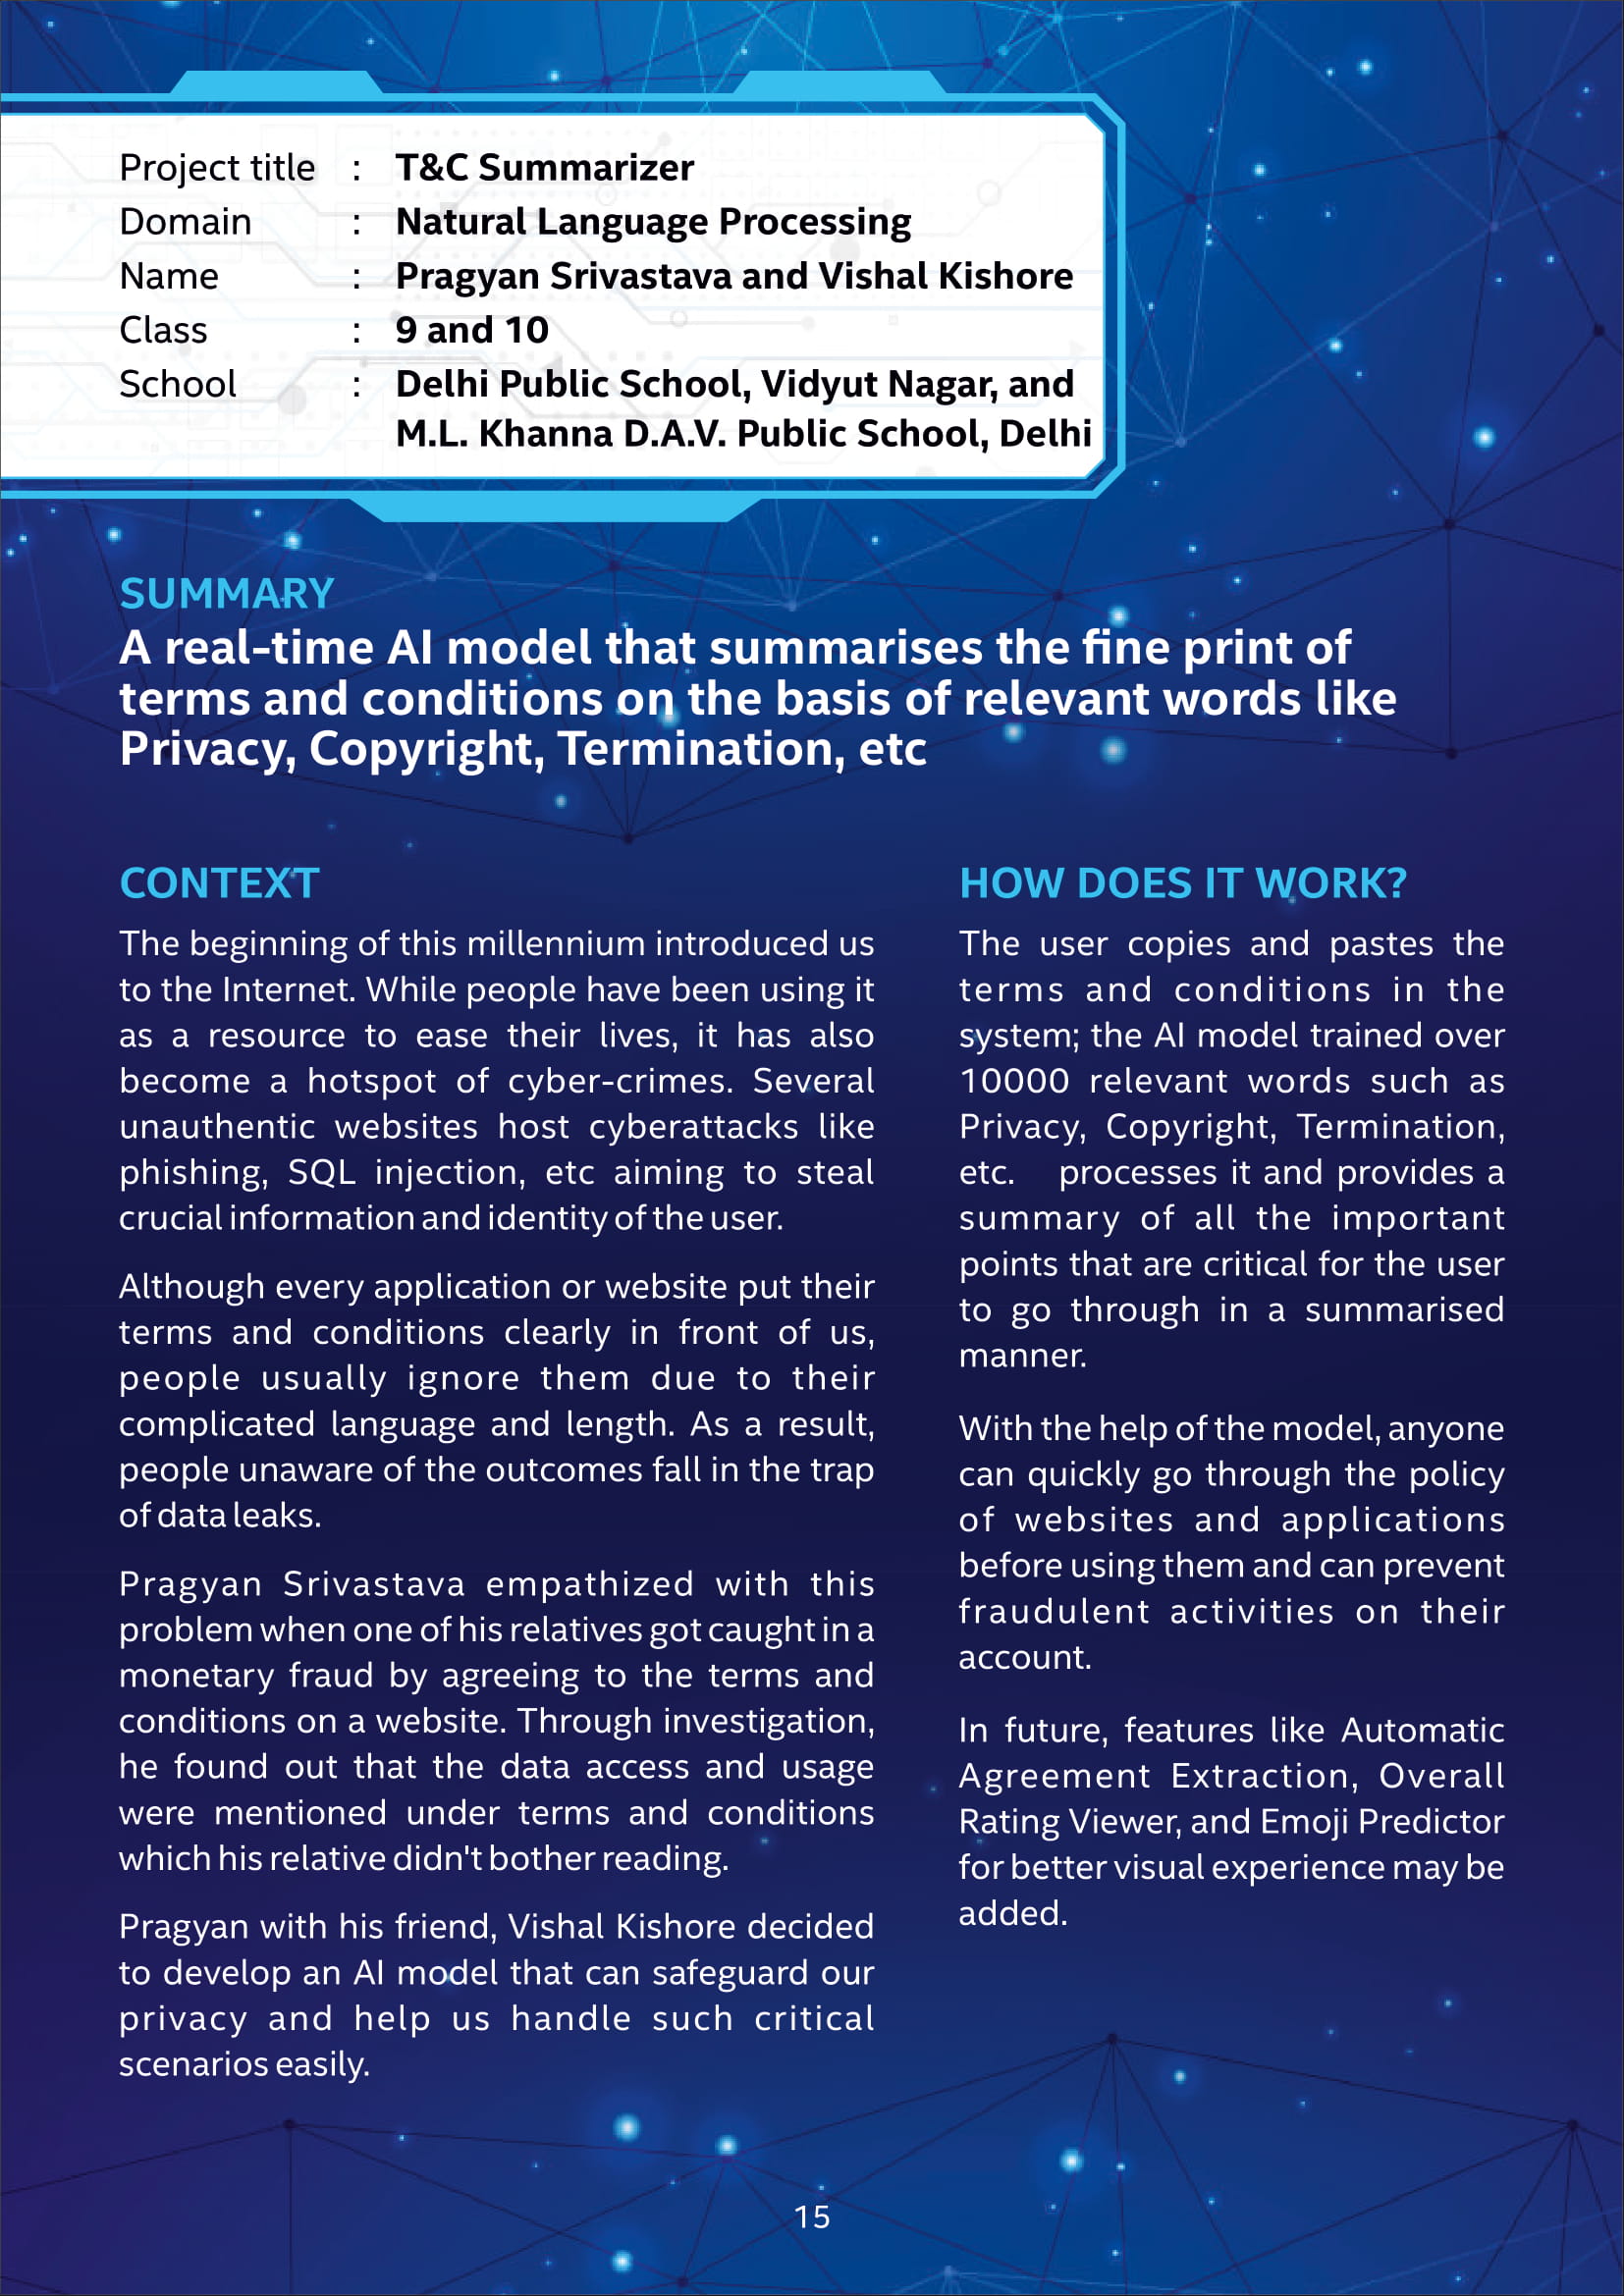 Project title : T&C Summarizer
Domain : Natural Language Processing
Name : Pragyan Srivastava and Vishal Kishore
Class : 9 and 10
School : Delhi Public School, Vidyut Nagar, and
M.L. Khanna D.A.V. Public School, Delhi
SUMMARY
A real-time AI model that summarises the fine print of
terms and conditions on the basis of relevant words like
Privacy, Copyright, Termination, etc
CONTEXT
The beginning of this millennium introduced us
to the Internet. While people have been using it
as a resource to ease their lives, it has also
become a hotspot of cyber-crimes. Several
unauthentic websites host cyberattacks like
phishing, SQL injection, etc aiming to steal
crucial information and identity of the user.
Although every application or website put their
terms and conditions clearly in front of us,
people usually ignore them due to their
complicated language and length. As a result,
people unaware of the outcomes fall in the trap
of data leaks.
Pragyan Srivastava empathized with this
problem when one of his relatives got caught in a
monetary fraud by agreeing to the terms and
conditions on a website. Through investigation,
he found out that the data access and usage
were mentioned under terms and conditions
which his relative didn't bother reading.
Pragyan with his friend, Vishal Kishore decided
to develop an AI model that can safeguard our
privacy and help us handle such critical
scenarios easily.
HOW DOES IT WORK?
The user copies and pastes the
terms and conditions in the
system; the AI model trained over
10000 relevant words such as
Privacy, Copyright, Termination,
etc. processes it and provides a
summary of all the important
points that are critical for the user
to go through in a summarised
manner.
With the help of the model, anyone
can quickly go through the policy
of websites and applications
before using them and can prevent
fraudulent activities on their
account.
In future, features like Automatic
Agreement Extraction, Overall
Rating Viewer, and Emoji Predictor
for better visual experience may be
added.
15